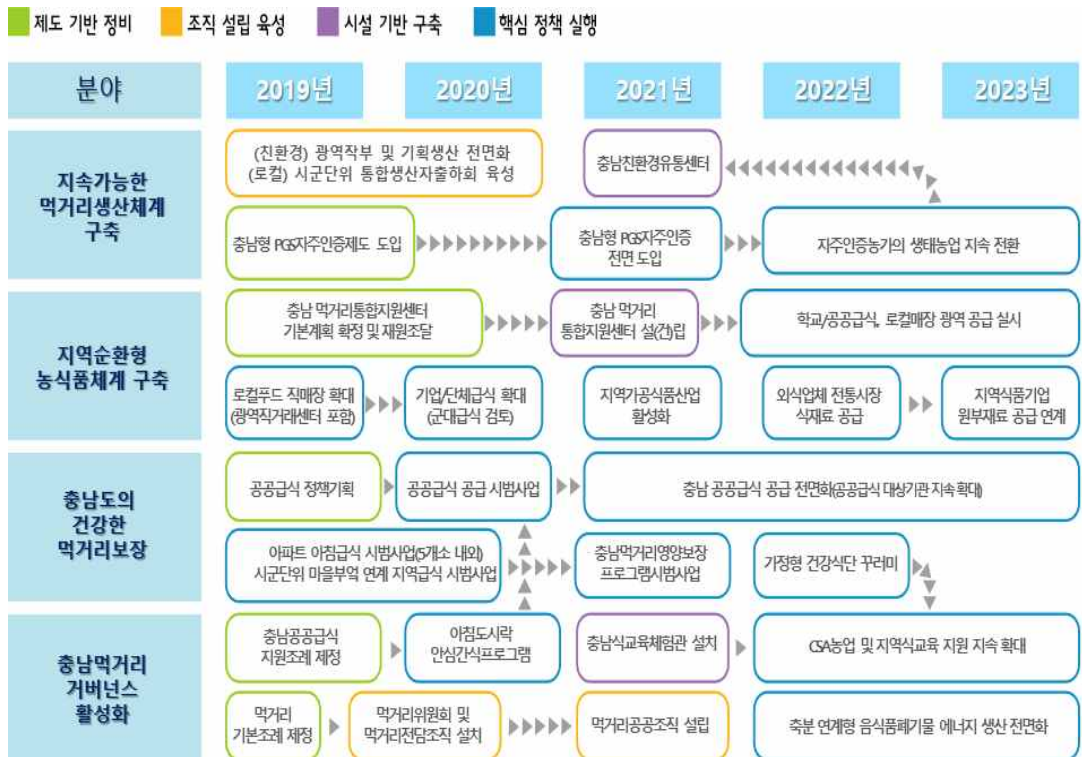 제도 기반 정비
조직 설립 육성
시설 기반 구축
핵심 정책 실행
분야
2019년
2020년
2021년
2022년
2023년
지속가능한
먹거리생산체계
구축
(친환경) 광역작부 및 기획생산 전면화
(로컬) 시군단위 통합생산자출하회 육성
충남친환경유통센터
충남형 PGS자주인증제도 도입
충남형 PGS자주인증
전면 도입
자주인증농가의 생태농업 지속 전환
지역순환형
농식품체계 구축
충남 먹거리통합지원센터
기본계획 확정 및 재원조달
충남 먹거리
통합지원센터 설(건)립
학교/공공급식, 로컬매장 광역 공급 실시
로컬푸드 직매장 확대
(광역직거래센터 포함)
기업/단체급식 확대
(군대급식 검토)
지역가공식품산업
활성화
외식업체 전통시장
식재료 공급
지역식품기업
원부재료 공급 연계
충남도의
건강한
먹거리보장
공공급식 정책기획
공공급식 공급 시범사업
충남 공공급식 공급 전면화(공공급식 대상기관 지속 확대)
아파트 아침급식 시범사업(5개소 내외)
시군단위 마을부엌 연계 지역급식 시범사업
충남먹거리영양보장
프로그램시범사업
가정형 건강식단 꾸러미
충남먹거리
거버넌스
활성화
충남공공급식
지원조례 제정
아침도시락
안심간식프로그램
충남식교육체험관 설치
CSA농업 및 지역식교육 지원 지속 확대
먹거리
기본조례 제정
먹거리위원회 및
먹거리전담조직 설치
먹거리공공조직 설립
축분 연계형 음식품폐기물 에너지 생산 전면화